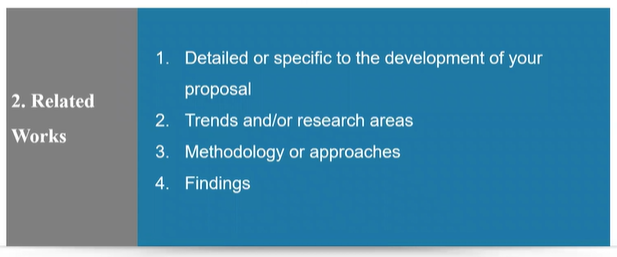 2. Related
Works
1. Detailed or specific to the development of your
proposal
2. Trends and/or research areas
3. Methodology or approaches
4. Findings